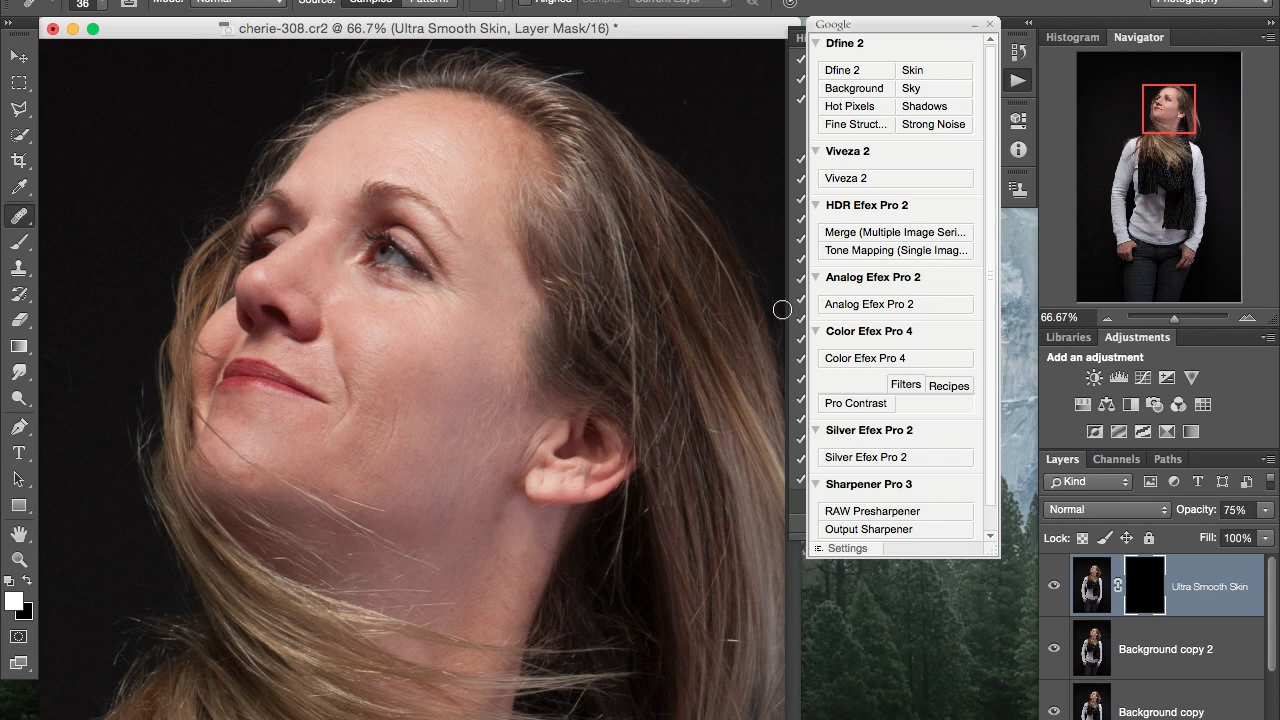 36
Mode:
Normal
Source:
Sampled
Pattern:
Aligned
Sample:
Current Layer
Photography
cherie-308.cr2 @ 66.7% (Ultra Smooth Skin, Layer Mask/16) *
Google
Dfine 2
Dfine 2
Skin
Background
Sky
Hot Pixels
Shadows
Fine Struct...
Strong Noise
Viveza 2
Viveza 2
HDR Efex Pro 2
Merge (Multiple Image Seri...
Tone Mapping (Single Imag...
Analog Efex Pro 2
Analog Efex Pro 2
Color Efex Pro 4
Color Efex Pro 4
Filters
Recipes
Pro Contrast
Silver Efex Pro 2
Silver Efex Pro 2
Sharpener Pro 3
RAW Presharpener
Output Sharpener
Settings
Histogram
Navigator
66.67%
Libraries
Adjustments
Add an adjustment
Layers
Channels
Paths
Kind
Normal
Opacity: 75%
Lock:
Fill: 100%
Ultra Smooth Skin
Background copy 2
Background copy